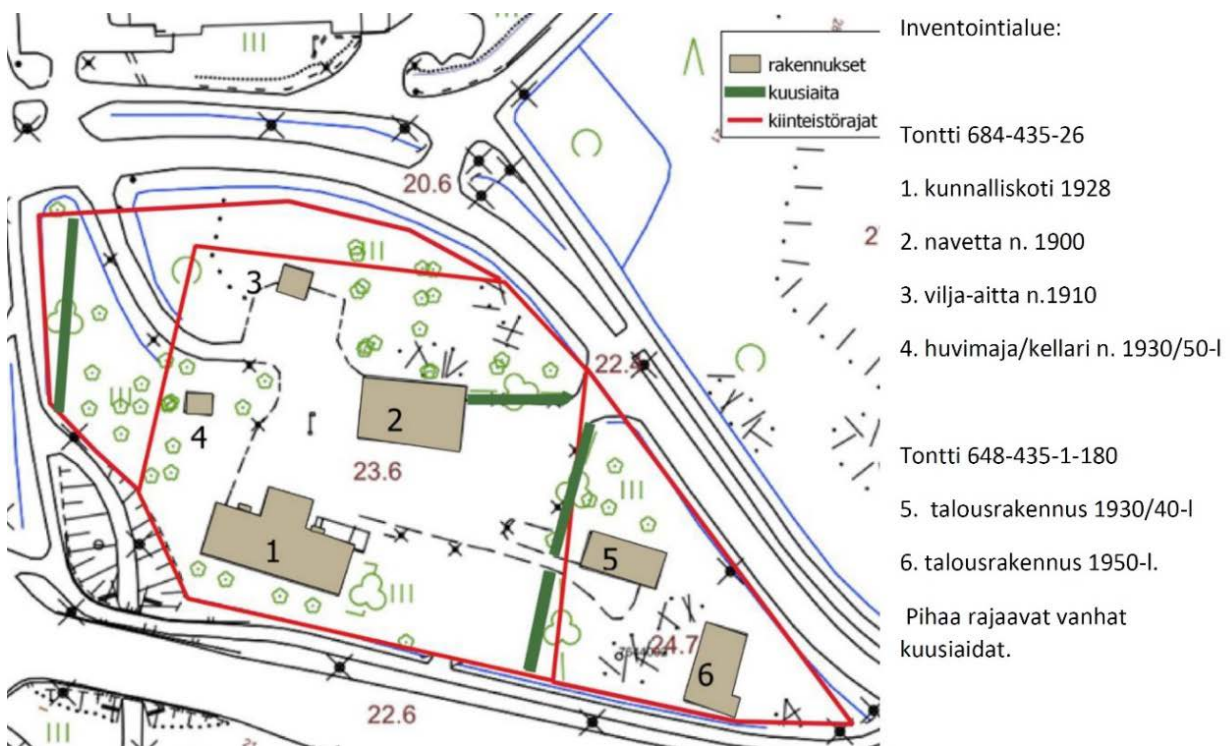 rakennukset
kuusiaita
kiinteistörajat
20.6
3
22.
4
2
23.6
1
5
24.7
6
22.6
Inventointialue:
Tontti 684-435-26
1. kunnalliskoti 1928
2. navetta n. 1900
3. vilja-aitta n.1910
4. huvimaja/kellari n. 1930/50-l
Tontti 648-435-1-180
5. talousrakennus 1930/40-l
6. talousrakennus 1950-l.
Pihaa rajaavat vanhat
kuusiaidat.